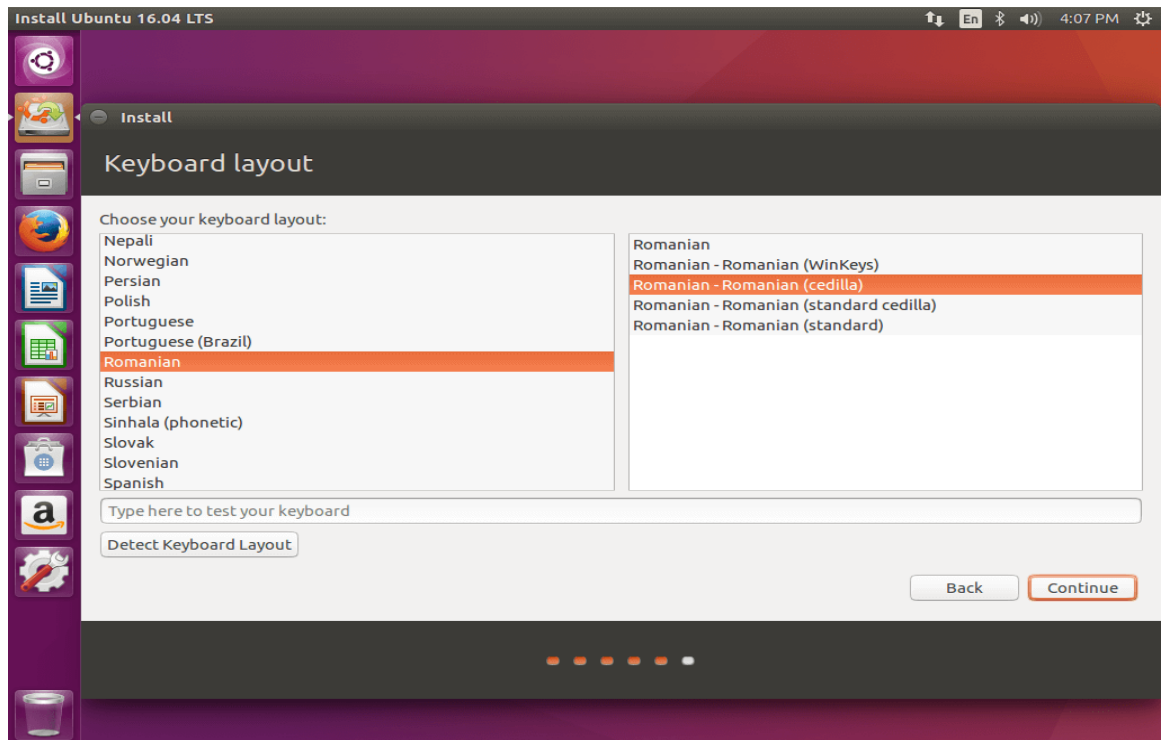 Install Ubuntu 16.04 LTS
En
4:07 PM
Install
Keyboard layout
Choose your keyboard layout:
Nepali
Norwegian
Persian
Polish
Portuguese
Portuguese (Brazil)
Romanian
Russian
Serbian
Sinhala (phonetic)
Slovak
Slovenian
Spanish
Romanian
Romanian - Romanian (WinKeys)
Romanian - Romanian (cedilla)
Romanian - Romanian (standard cedilla)
Romanian - Romanian (standard)
Type here to test your keyboard
Detect Keyboard Layout
Back
Continue
a